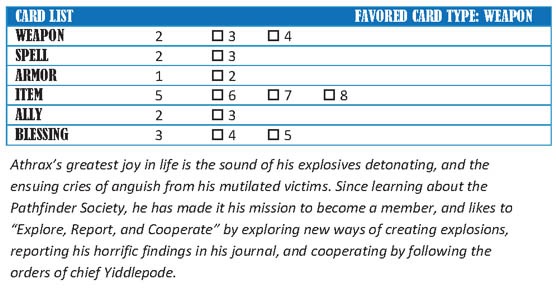 CARD LIST FAVORED CARD TYPE: WEAPON
WEAPON 2 ☐ 3 ☐ 4
SPELL 2 ☐ 3
ARMOR 1 ☐ 2
ITEM 5 ☐ 6 ☐ 7 ☐ 8
ALLY 2 ☐ 3
BLESSING 3 ☐ 4 ☐ 5
Athrax’s greatest joy in life is the sound of his explosives detonating, and the
ensuing cries of anguish from his mutilated victims. Since learning about the
Pathfinder Society, he has made it his mission to become a member, and likes to
“Explore, Report, and Cooperate” by exploring new ways of creating explosions,
reporting his horrific findings in his journal, and cooperating by following the
orders of chief Yiddlepode.